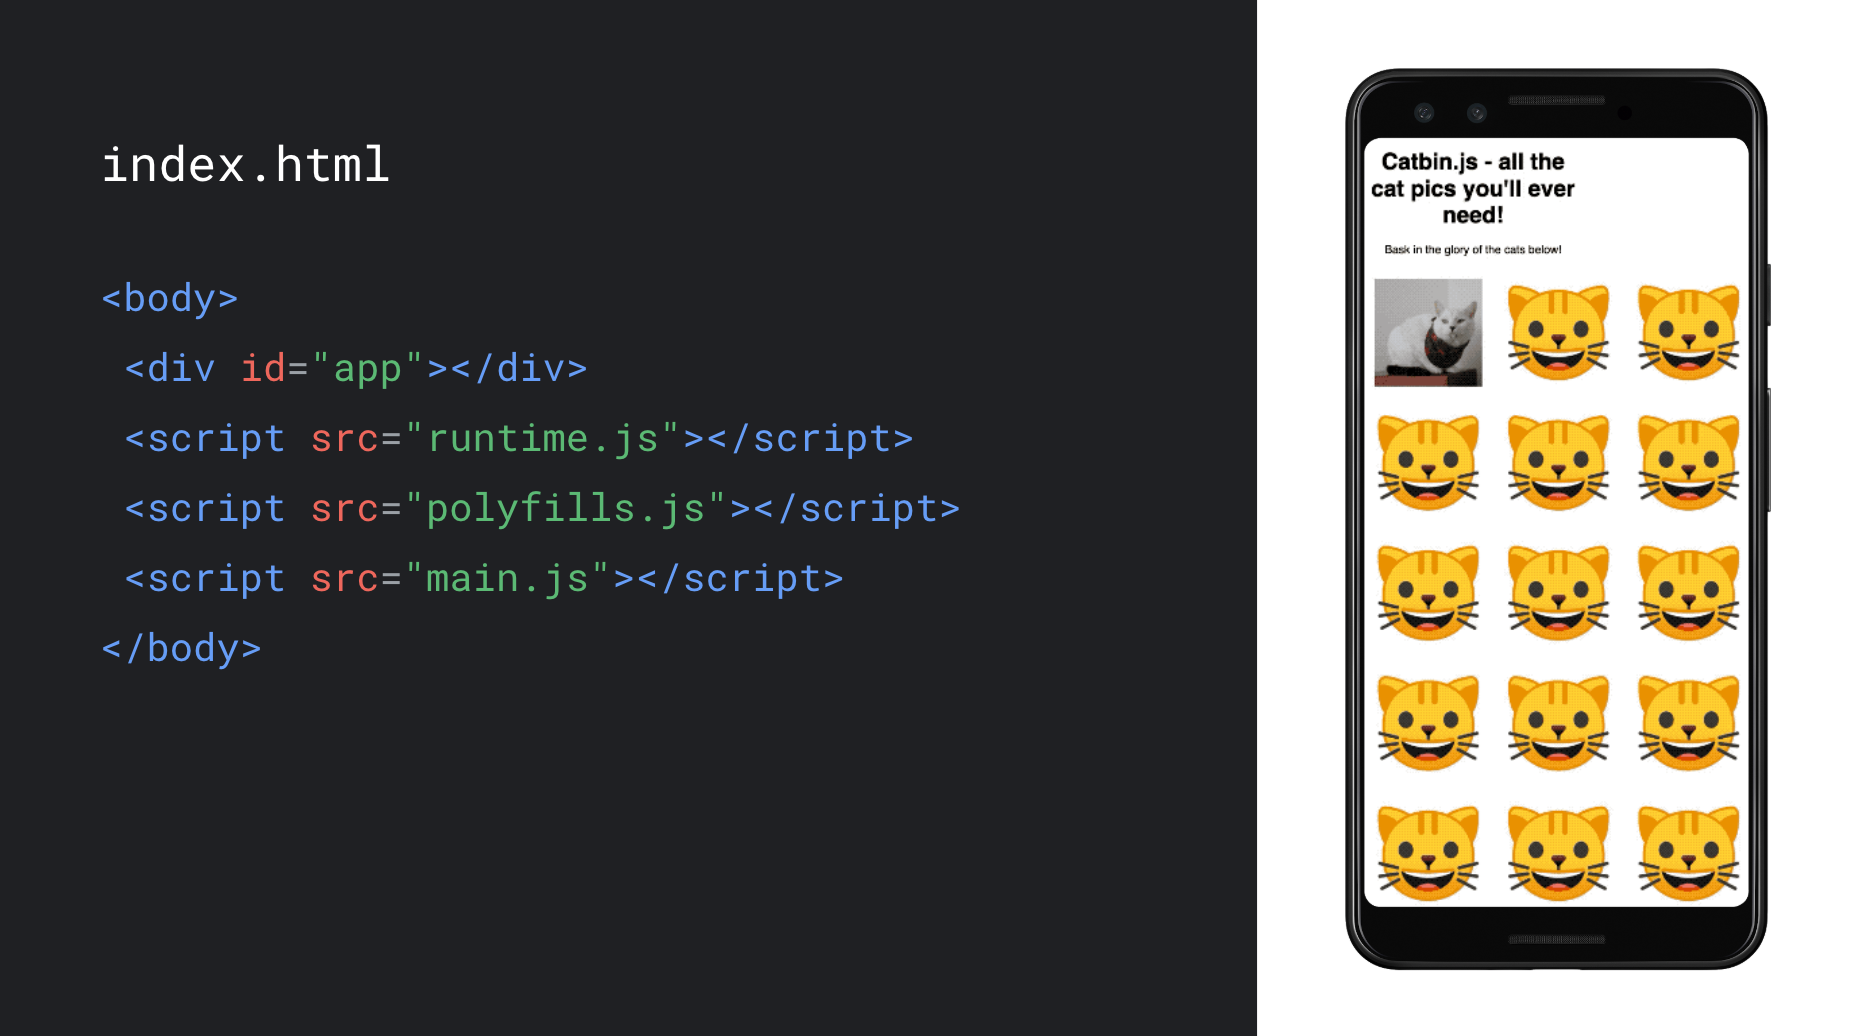 index.html
<body>
<div id="app"></div>
<script src="runtime.js"></script>
<script src="polyfills.js"></script>
<script src="main.js"></script>
</body>
Catbin.js - all the
cat pics you'll ever
need!
Bask in the glory of the cats below!